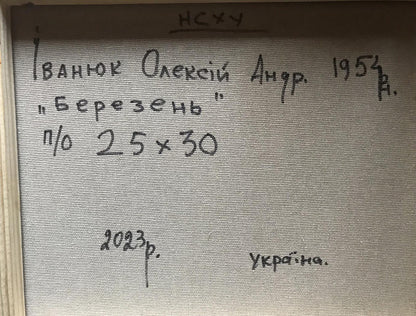 НСХУ
Іванюк Олексій Андр. 1954 р.н.
„Березень"
п/о 25 x 30
2023р.
Україна.